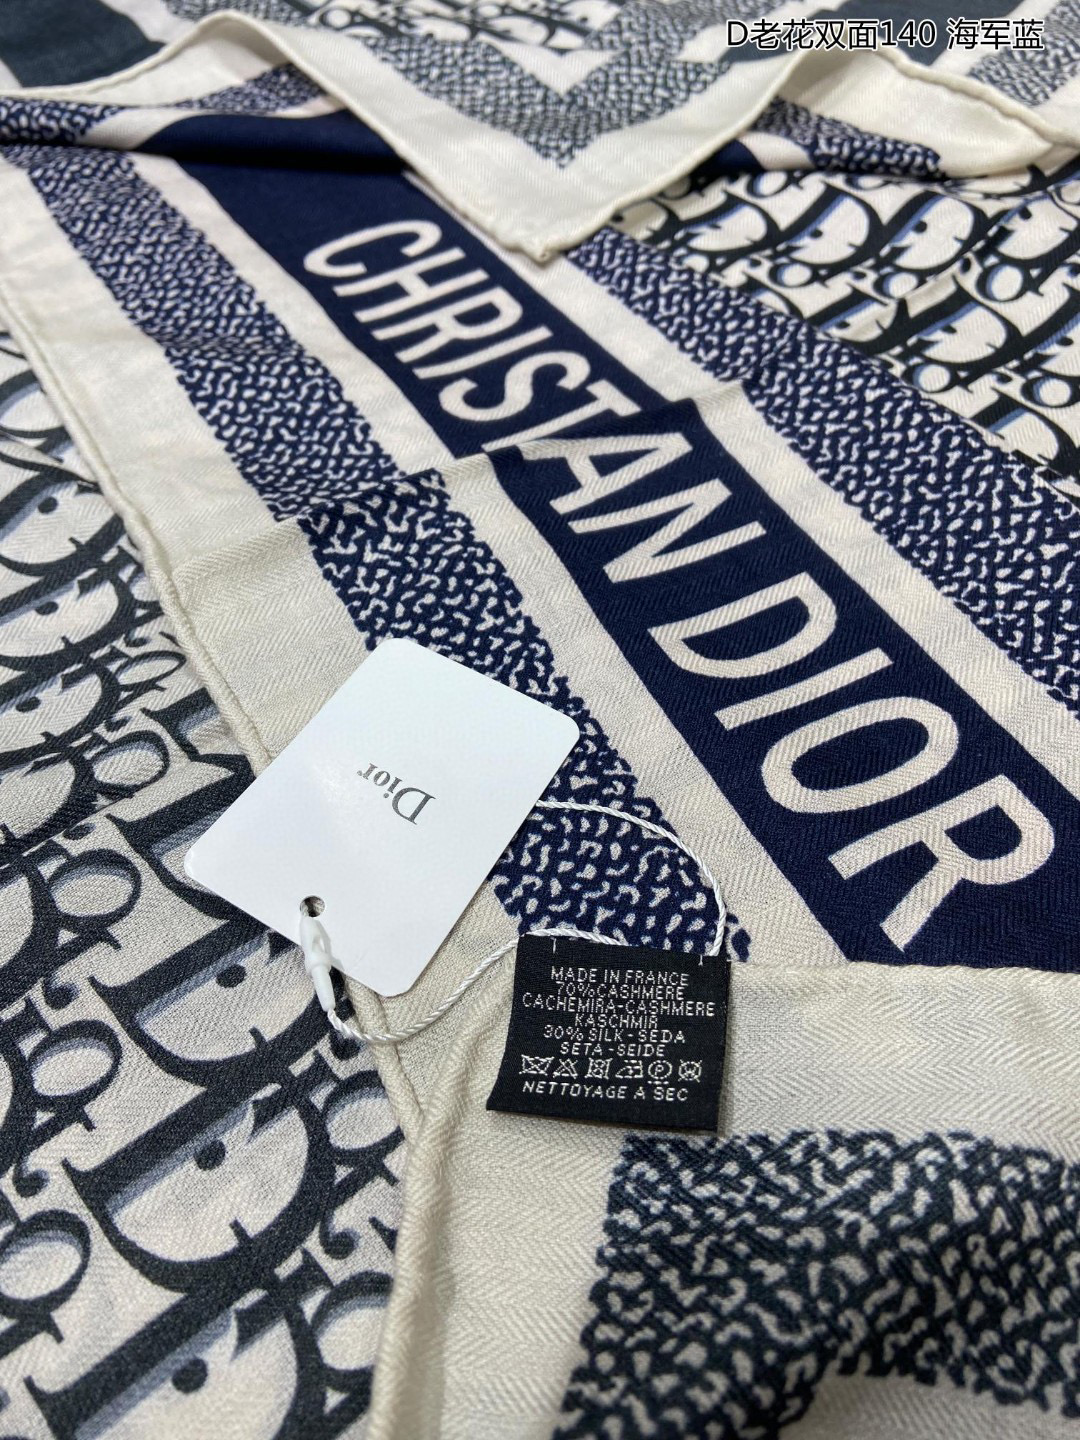 D老花双面140 海军蓝
CHRISTIAN DIOR
Dior
MADE IN FRANCE
70%CASHMERE
CACHEMIRA-CASHMERE
KASCHMIR
30%SILK-SEDA
SETA-SEIDE
NETTOYAGE A SEC